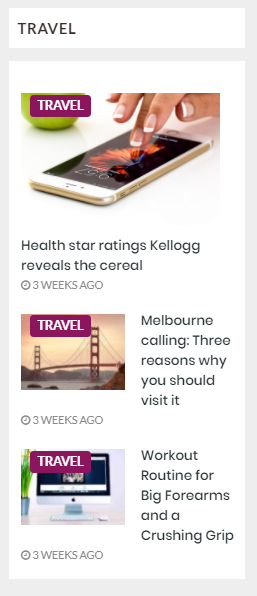 TRAVEL
TRAVEL
Health star ratings Kellogg
reveals the cereal
3 WEEKS AGO
TRAVEL
Melbourne
calling: Three
reasons why
you should
visit it
3 WEEKS AGO
TRAVEL
Workout
Routine for
Big Forearms
and a
Crushing Grip
3 WEEKS AGO